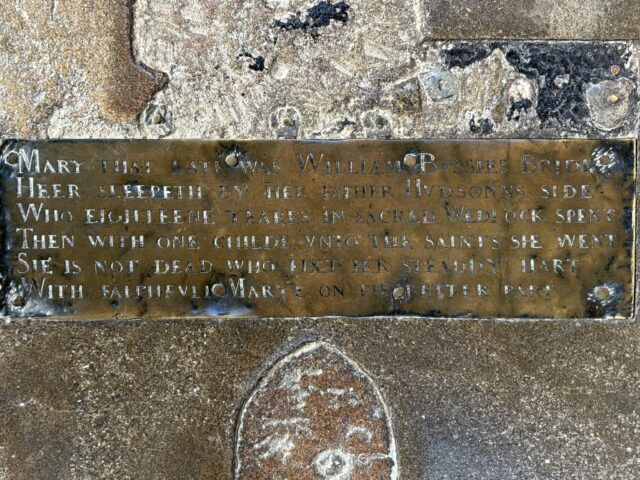 MARY THAT LATE WAS WILLIAM BVSSIES BRIDE
HEER SLEEPETH BY HER FATHER HVDSONNS SIDE
WHO EIGHTEENE YEARES IN SACRED WEDLOCK SPENT
THEN WITH ONE CHILDE VNTO THE SAINTS SHE WENT
SHE IS NOT DEAD WHO FIXT HER STEADDY HART
WITH FAITHFVLL MARYE ON THE BETTER PART